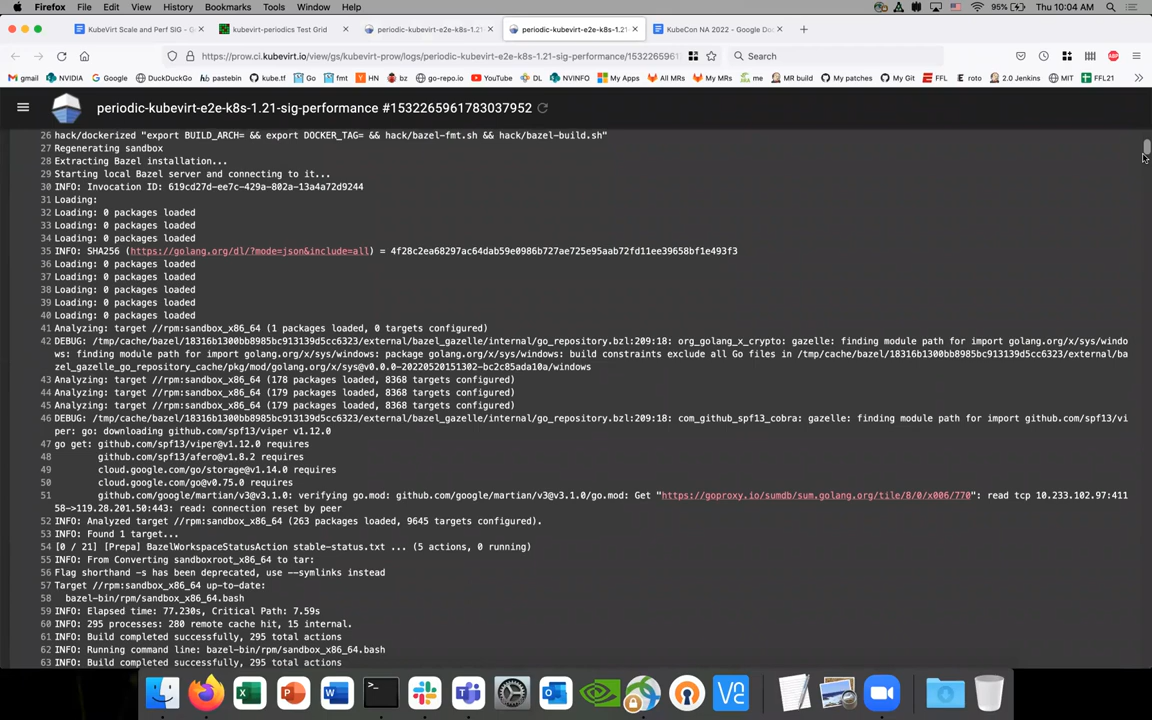 Firefox File Edit View History Bookmarks Tools Window Help 95% Thu 10:04 AM
KubeVirt Scale and Perf SIG - G kubevirt-periodics Test Grid periodic-kubevirt-e2e-k8s-1.21 periodic-kubevirt-e2e-k8s-1.21 KubeCon NA 2022 - Google Do
https://prow.ci.kubevirt.io/view/gs/kubevirt-prow/logs/periodic-kubevirt-e2e-k8s-1.21-sig-performance/15322659617 Search
gmail NVIDIA Google DuckDuckGo pastebin kube.tf Go fmt HN bz go-repo.io YouTube DL NVINFO My Apps All MRs My MRs me MR build My patches My Git FFL roto 2.0 Jenkins MIT FFL21
periodic-kubevirt-e2e-k8s-1.21-sig-performance #1532265961783037952
26 hack/dockerized "export BUILD_ARCH= && export DOCKER_TAG= && hack/bazel-fmt.sh && hack/bazel-build.sh"
27 Regenerating sandbox
28 Extracting Bazel installation...
29 Starting local Bazel server and connecting to it...
30 INFO: Invocation ID: 619cd27d-ee7c-429a-802a-13a4a72d9244
31 Loading:
32 Loading: 0 packages loaded
33 Loading: 0 packages loaded
34 Loading: 0 packages loaded
35 INFO: SHA256 (https://golang.org/dl/?mode=json&include=all) = 4f28c2ea68297ac64dab59e0986b727ae725e95aab72fd11ee39658bf1e493f3
36 Loading: 0 packages loaded
37 Loading: 0 packages loaded
38 Loading: 0 packages loaded
39 Loading: 0 packages loaded
40 Loading: 0 packages loaded
41 Analyzing: target //rpm:sandbox_x86_64 (1 packages loaded, 0 targets configured)
42 DEBUG: /tmp/cache/bazel/18316b1300bb8985bc913139d5cc6323/external/bazel_gazelle/internal/go_repository.bzl:209:18: org_golang_x_crypto: gazelle: finding module path for import golang.org/x/sys/windo
ws: finding module path for import golang.org/x/sys/windows: package golang.org/x/sys/windows: build constraints exclude all Go files in /tmp/cache/bazel/18316b1300bb8985bc913139d5cc6323/external/ba
zel_gazelle_go_repository_cache/pkg/mod/golang.org/x/sys@v0.0.0-20220520151302-bc2c85ada10a/windows
43 Analyzing: target //rpm:sandbox_x86_64 (178 packages loaded, 8368 targets configured)
44 Analyzing: target //rpm:sandbox_x86_64 (179 packages loaded, 8368 targets configured)
45 Analyzing: target //rpm:sandbox_x86_64 (179 packages loaded, 8368 targets configured)
46 DEBUG: /tmp/cache/bazel/18316b1300bb8985bc913139d5cc6323/external/bazel_gazelle/internal/go_repository.bzl:209:18: com_github_spf13_cobra: gazelle: finding module path for import github.com/spf13/vi
per: go: downloading github.com/spf13/viper v1.12.0
47 go get: github.com/spf13/viper@v1.12.0 requires
48 github.com/spf13/afero@v1.8.2 requires
49 cloud.google.com/go/storage@v1.14.0 requires
50 cloud.google.com/go@v0.75.0 requires
51 github.com/google/martian/v3@v3.1.0: verifying go.mod: github.com/google/martian/v3@v3.1.0/go.mod: Get "https://goproxy.io/sumdb/sum.golang.org/tile/8/0/x006/770": read tcp 10.233.102.97:411
58->119.28.201.50:443: read: connection reset by peer
52 INFO: Analyzed target //rpm:sandbox_x86_64 (263 packages loaded, 9645 targets configured).
53 INFO: Found 1 target...
54 [0 / 21] [Prepa] BazelWorkspaceStatusAction stable-status.txt ... (5 actions, 0 running)
55 INFO: From Converting sandboxroot_x86_64 to tar:
56 Flag shorthand -s has been deprecated, use --symlinks instead
57 Target //rpm:sandbox_x86_64 up-to-date:
58 bazel-bin/rpm/sandbox_x86_64.bash
59 INFO: Elapsed time: 77.230s, Critical Path: 7.59s
60 INFO: 295 processes: 280 remote cache hit, 15 internal.
61 INFO: Build completed successfully, 295 total actions
62 INFO: Running command line: bazel-bin/rpm/sandbox_x86_64.bash
63 INFO: Build completed successfully, 295 total actions